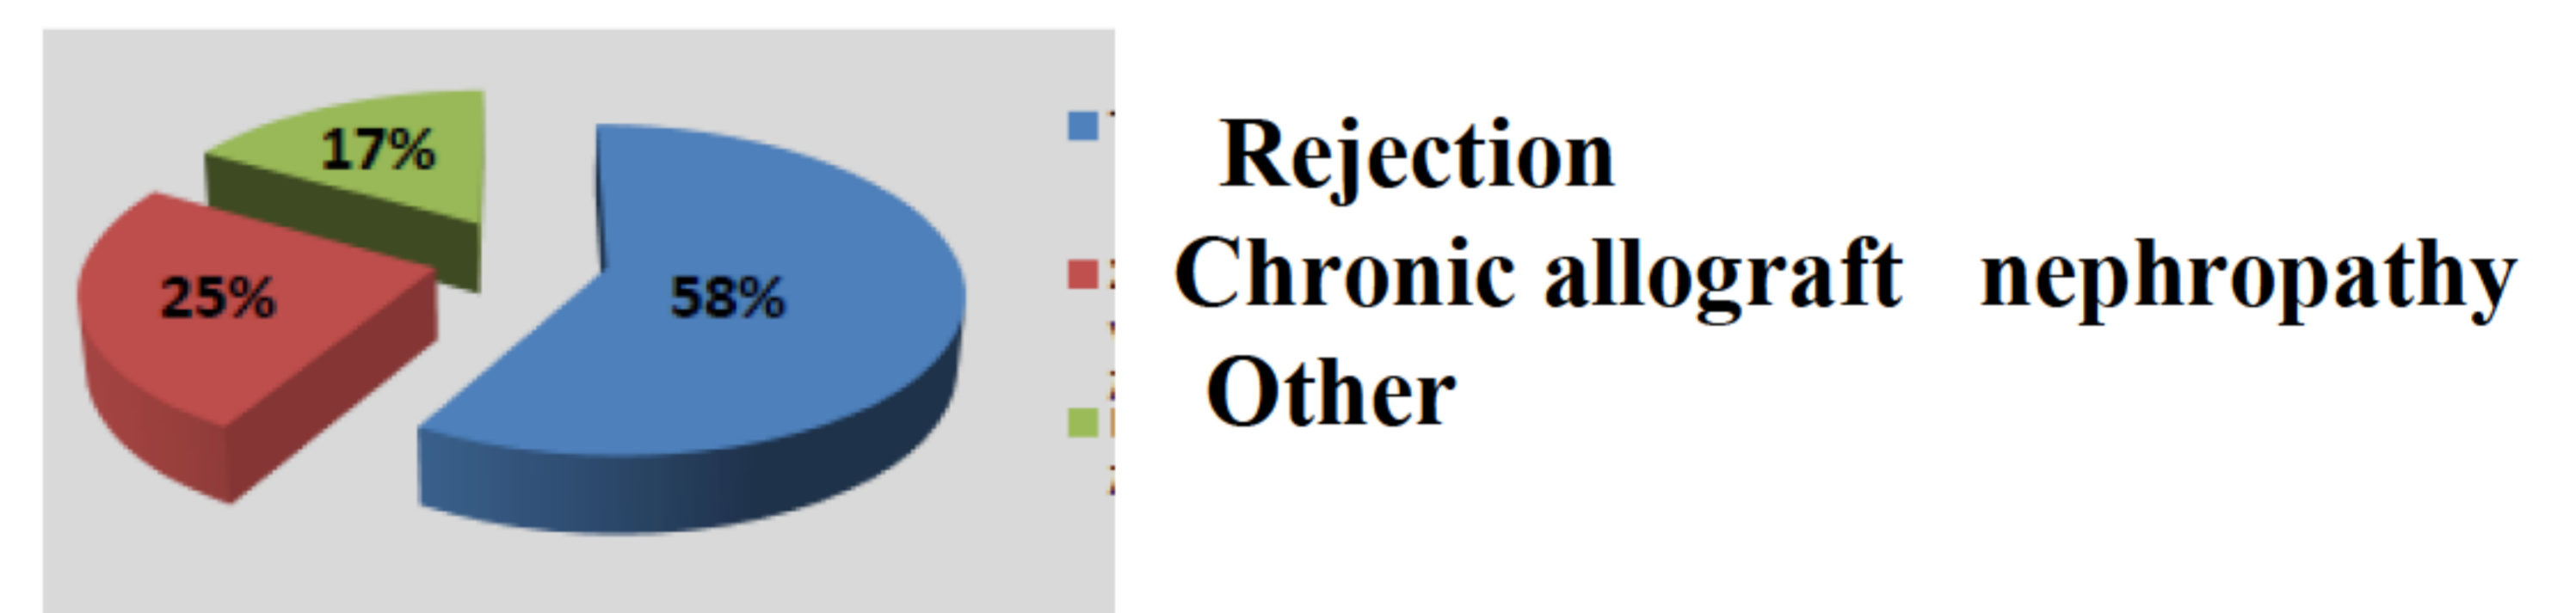 17%
25%
58%
Rejection
Chronic allograft nephropathy
Other